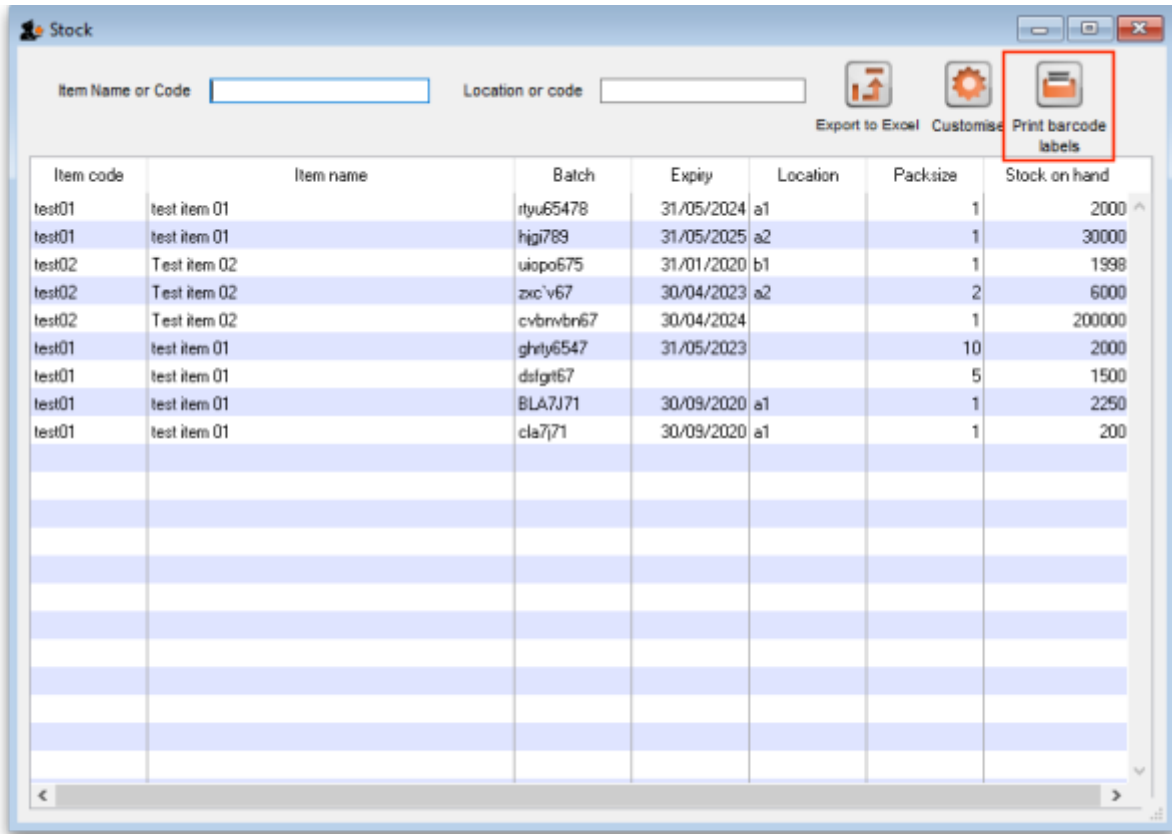 Stock
Item Name or Code Location or code
Export to Excel Customise Print barcode labels
Item code Item name Batch Expiry Location Packsize Stock on hand
test01 test item 01 rtyu65478 31/05/2024 a1 1 2000
test01 test item 01 hjgi789 31/05/2025 a2 1 30000
test02 Test item 02 uiopo675 31/01/2020 b1 1 1998
test02 Test item 02 zxc`v67 30/04/2023 a2 2 6000
test02 Test item 02 cvbnvbn67 30/04/2024 1 200000
test01 test item 01 ghrty6547 31/05/2023 10 2000
test01 test item 01 dsfgrt67 5 1500
test01 test item 01 BLA7J71 30/09/2020 a1 1 2250
test01 test item 01 cla7j71 30/09/2020 a1 1 200